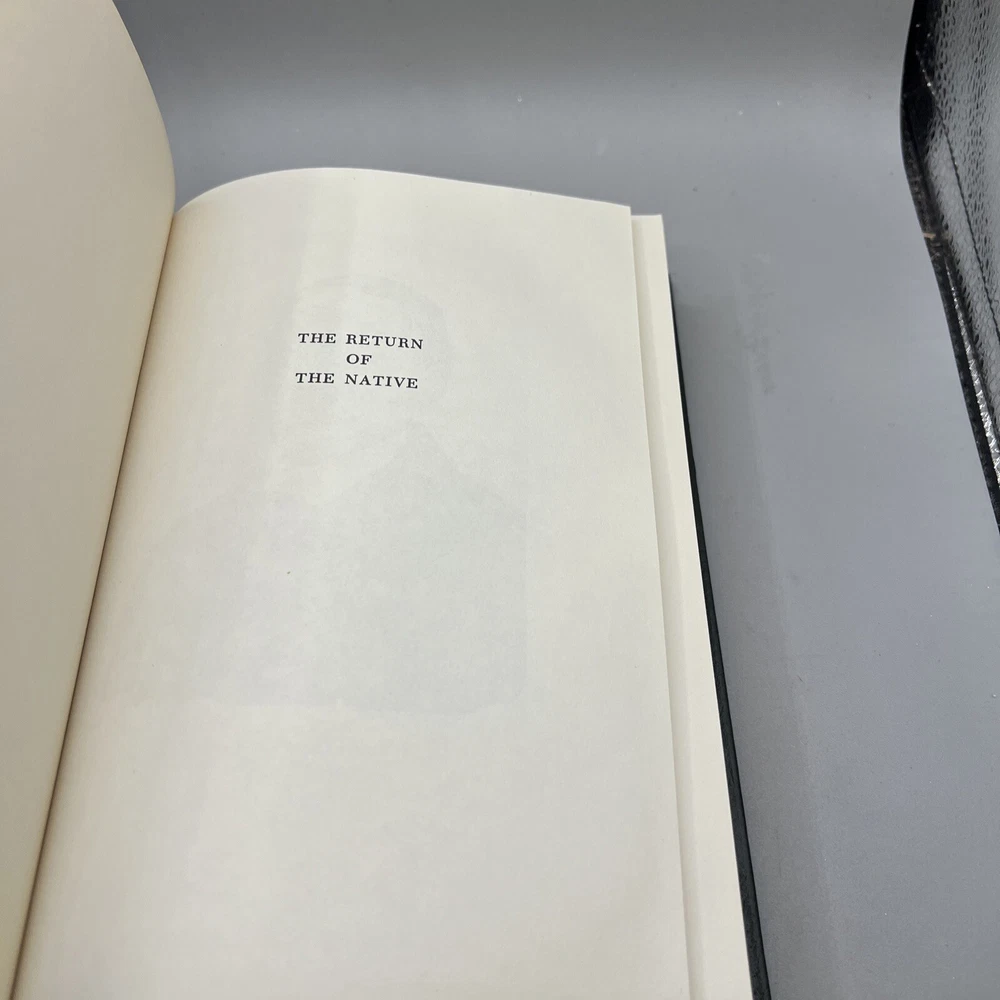 THE RETURN
OF
THE NATIVE